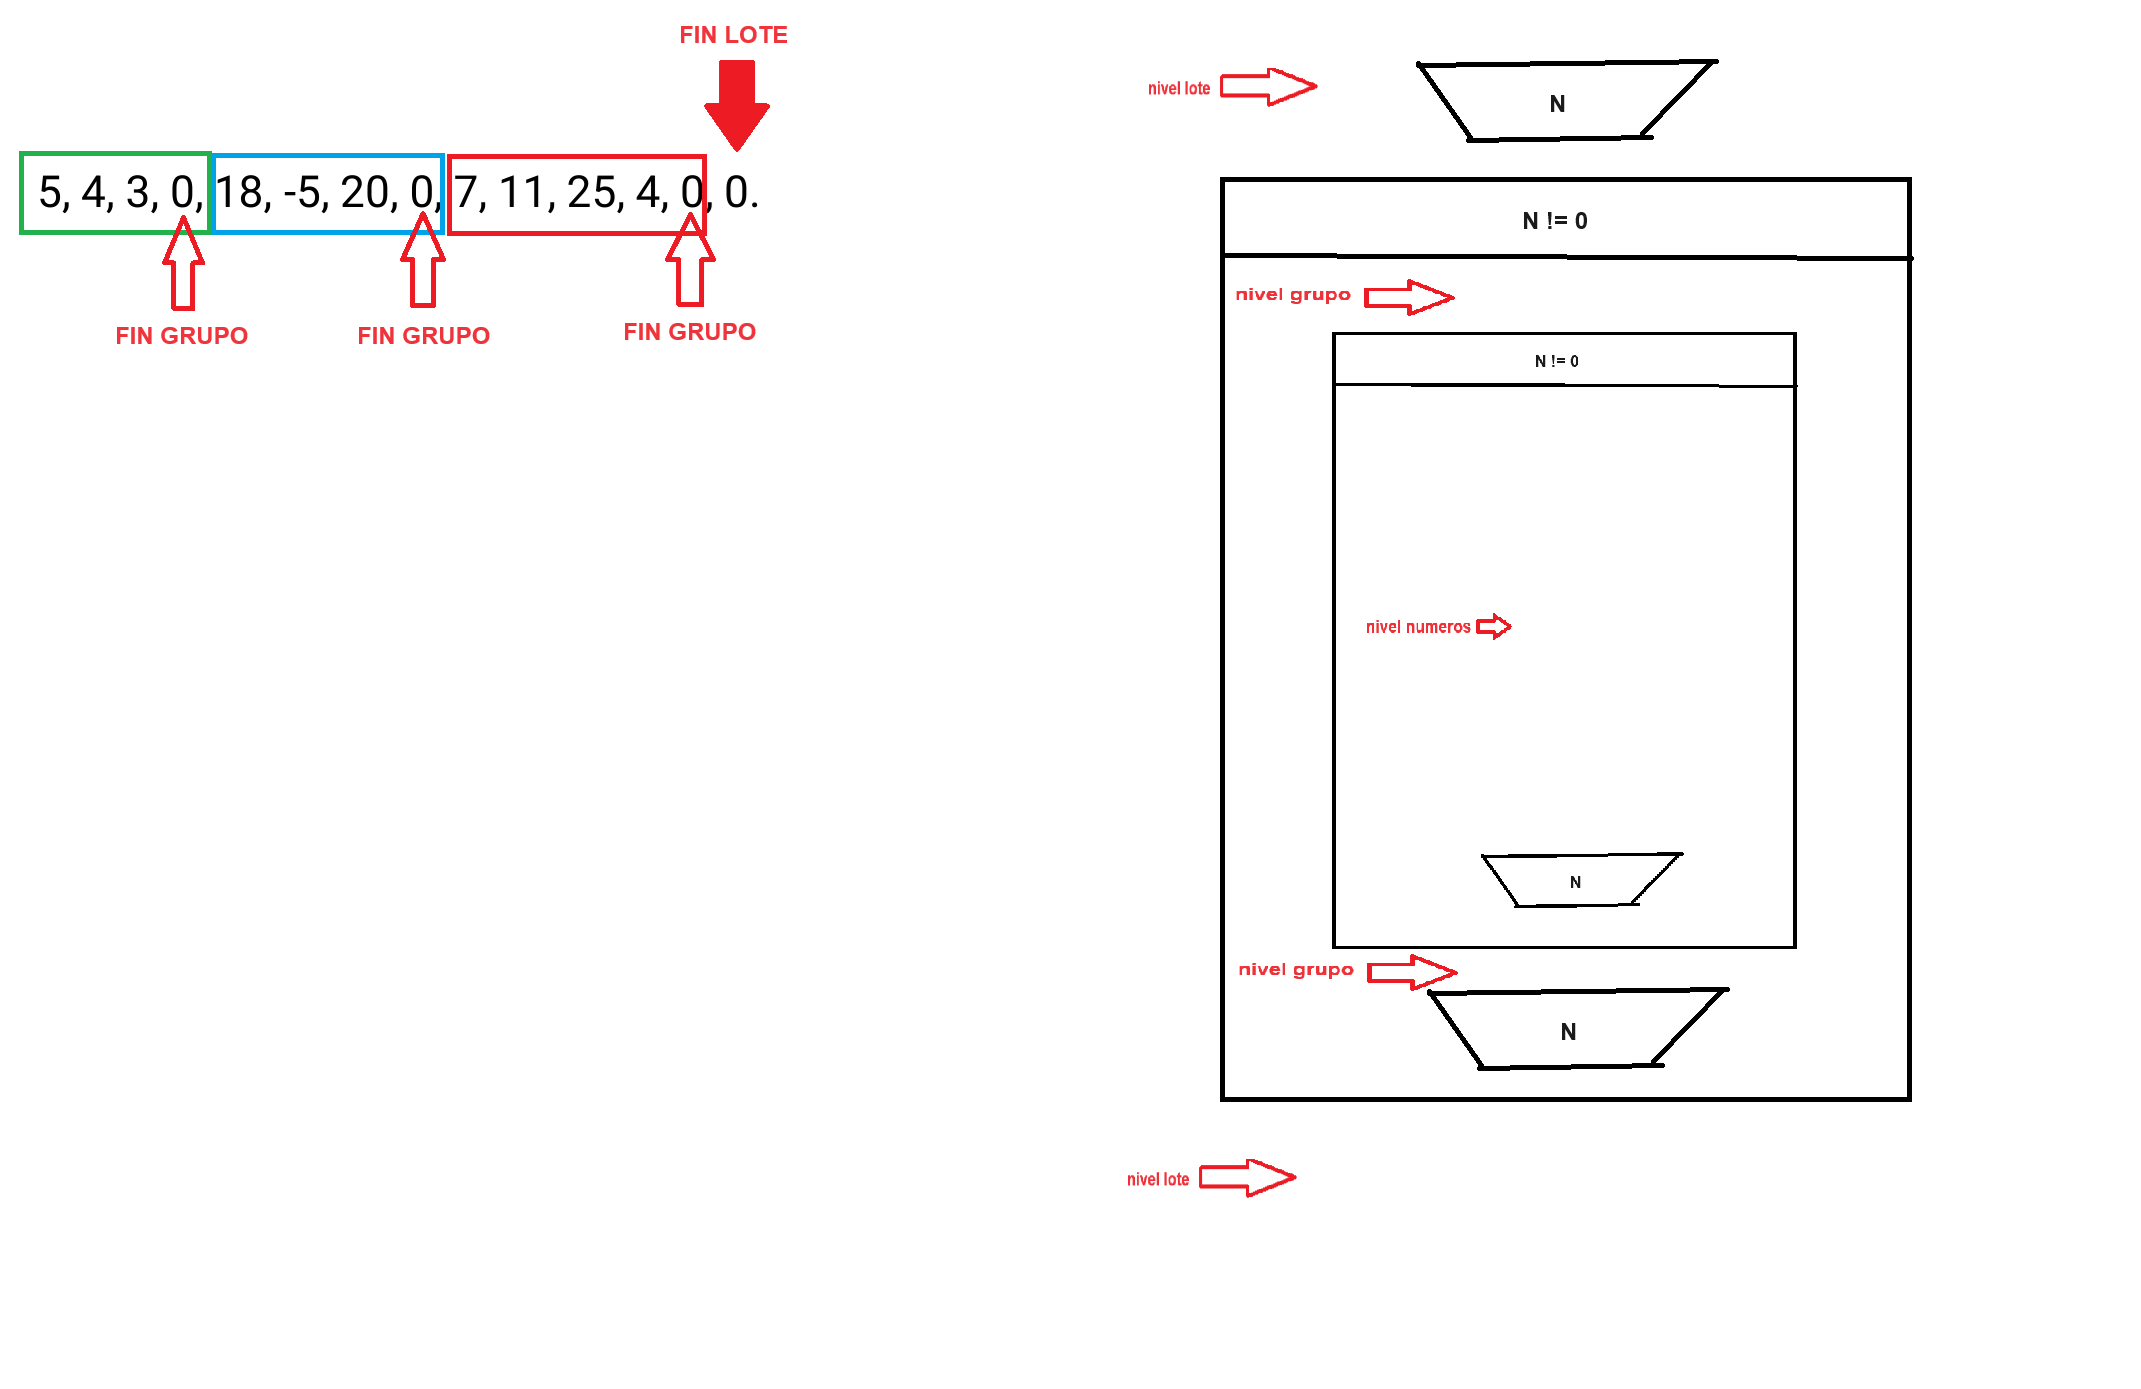 FIN LOTE
5, 4, 3, 0, 18, -5, 20, 0, 7, 11, 25, 4, 0, 0.
FIN GRUPO
FIN GRUPO
FIN GRUPO
nivel lote
N
N != 0
nivel grupo
N != 0
nivel numeros
N
nivel grupo
N
nivel lote